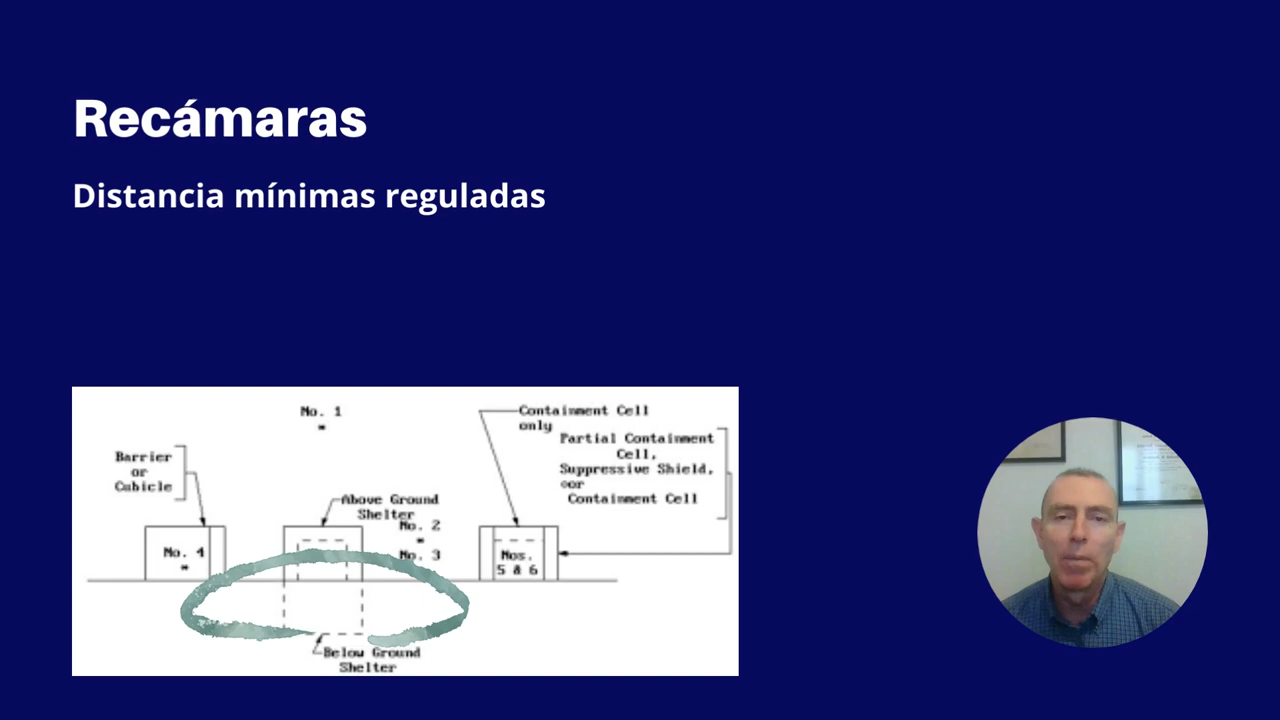 Recámaras
Distancia mínimas reguladas
No. 1
*
Containment Cell
only
Partial Containment
Cell,
Suppressive Shield,
or
Containment Cell
Barrier
or
Cubicle
Above Ground
Shelter
No. 2
*
No. 3
No. 4
*
Nos.
5 & 6
Below Ground
Shelter